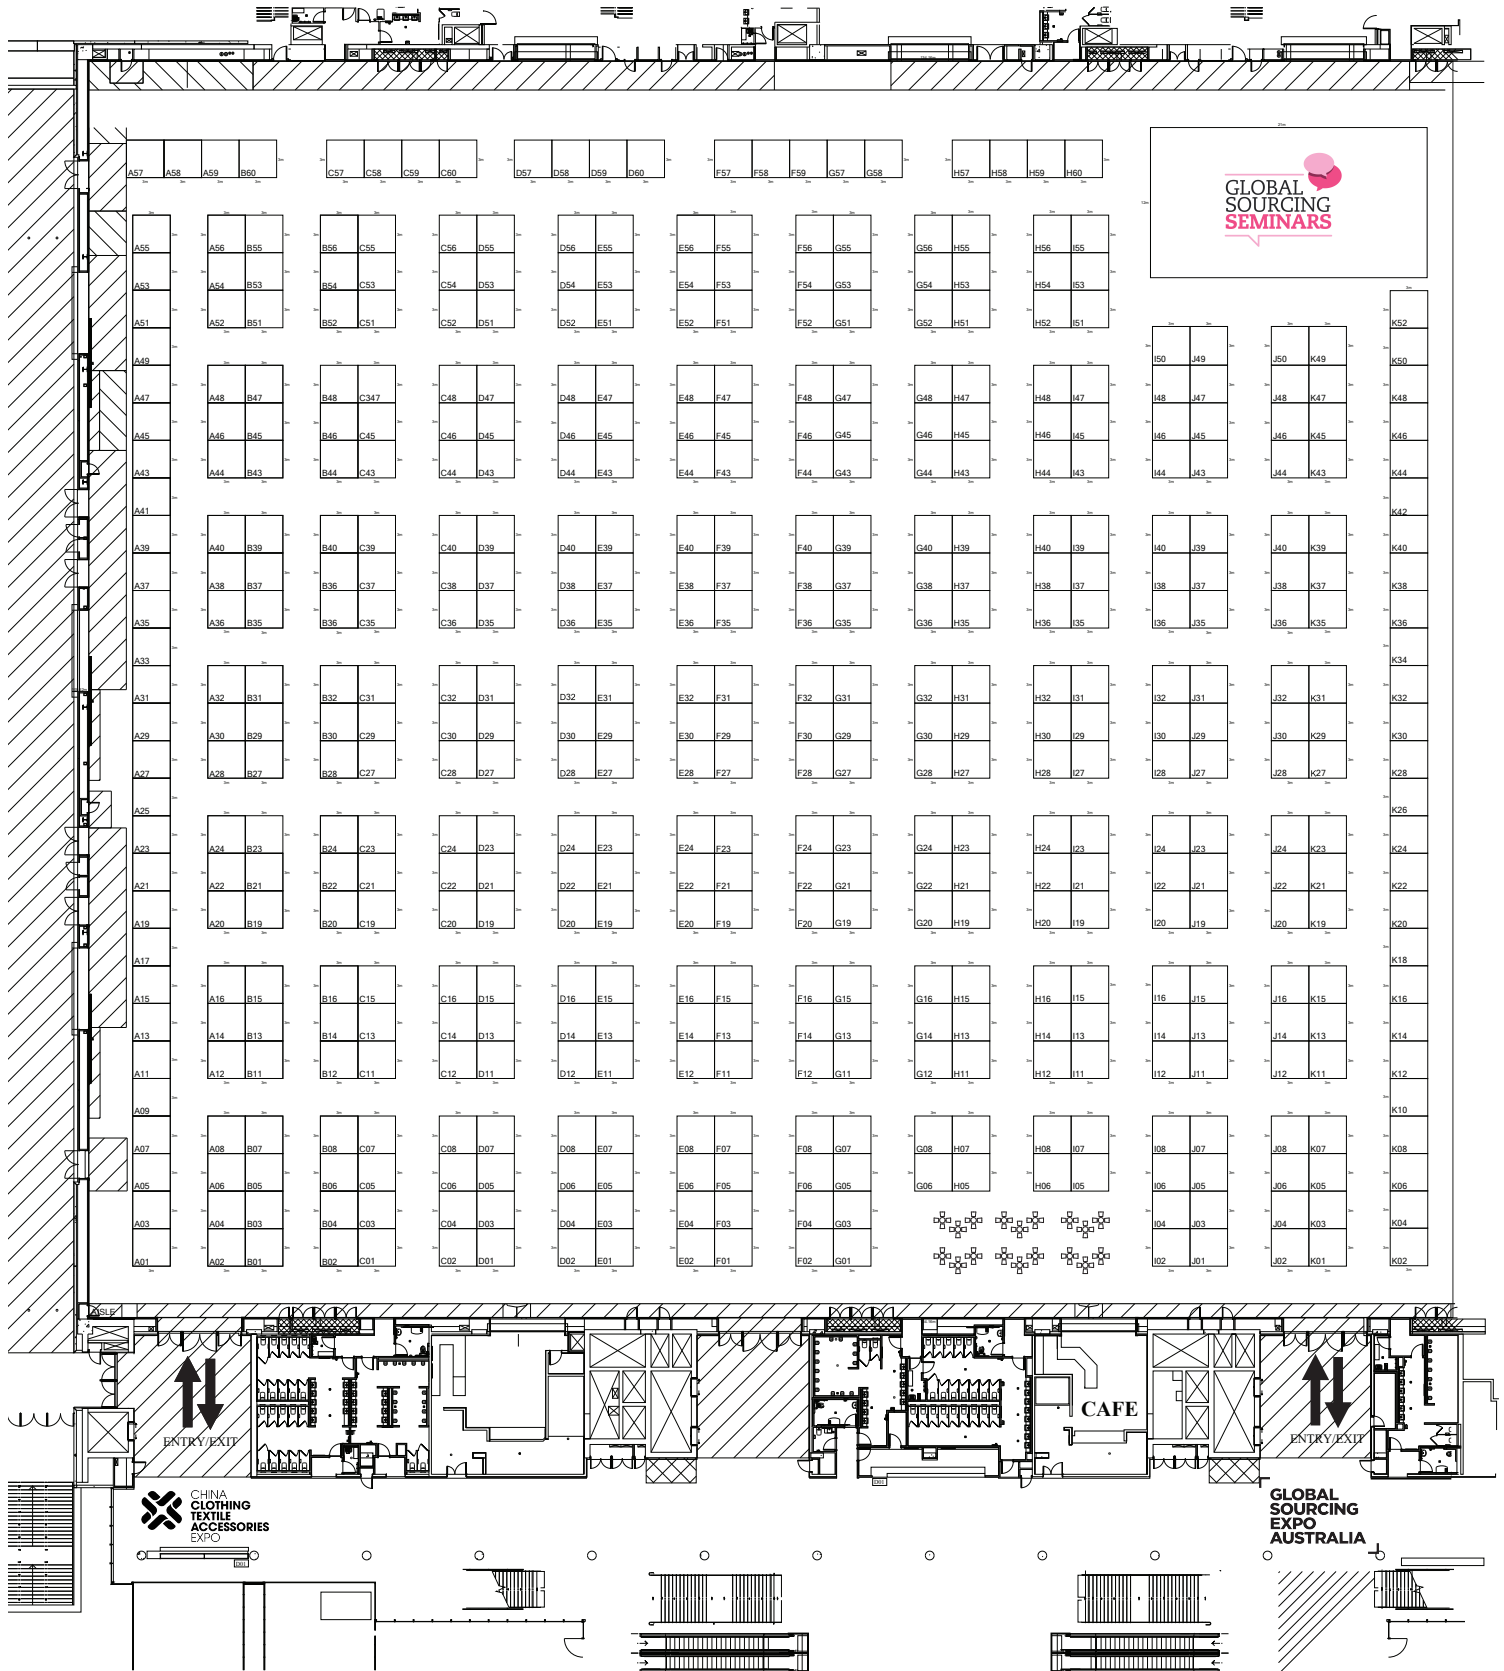 A57 A58 A59 B60 C57 C58 C59 C60 D57 D58 D59 D60 F57 F58 F59 G57 G58 H57 H58 H59 H60
GLOBAL
SOURCING
SEMINARS
A55 A56 B55 B56 C55 C56 D55 D56 E55 E56 F55 F56 G55 G56 H55 H56 I55
A53 A54 B53 B54 C53 C54 D53 D54 E53 E54 F53 F54 G53 G54 H53 H54 I53
A51 A52 B51 B52 C51 C52 D51 D52 E51 E52 F51 F52 G51 G52 H51 H52 I51 K52
A49 I50 J49 J50 K49 K50
A47 A48 B47 B48 C347 C48 D47 D48 E47 E48 F47 F48 G47 G48 H47 H48 I43 I48 J47 J48 K47 K48
A45 A46 B45 B46 C45 C46 D45 D46 E45 E46 F45 F46 G45 G46 H45 H46 I45 I46 J45 J46 K45 K46
A43 A44 B43 B44 C43 C44 D43 D44 E43 E44 F43 F44 G43 G44 H43 H44 I43 I44 J43 J44 K43 K44
A41 K42
A39 A40 B39 B40 C39 C40 D39 D40 E39 E40 F39 F40 G39 G40 H39 H40 I39 I40 J39 J40 K39 K40
A37 A38 B37 B36 C37 C38 D37 D38 E37 E38 F37 F38 G37 G38 H37 H38 I37 I38 J37 J38 K37 K38
A35 A36 B35 B36 C35 C36 D35 D36 E35 E36 F35 F36 G35 G36 H35 H36 I35 I36 J35 J36 K35 K36
A33 K34
A31 A32 B31 B32 C31 C32 D31 D32 E31 E32 F31 F32 G31 G32 H31 H32 I31 I32 J31 J32 K31 K32
A29 A30 B29 B30 C29 C30 D29 D30 E29 E30 F29 F30 G29 G30 H29 H30 I29 I30 J29 J30 K29 K30
A27 A28 B27 B28 C27 C28 D27 D28 E27 E28 F27 F28 G27 G28 H27 H28 I27 I28 J27 J28 K27 K28
A25 K26
A23 A24 B23 B24 C23 C24 D23 D24 E23 E24 F23 F24 G23 G24 H23 H24 I23 I24 J23 J24 K23 K24
A21 A22 B21 B22 C21 C22 D21 D22 E21 E22 F21 F22 G21 G22 H21 H22 I21 I22 J21 J22 K21 K22
A19 A20 B19 B20 C19 C20 D19 D20 E19 E20 F19 F20 G19 G20 H19 H20 I19 I20 J19 J20 K19 K20
A17 K18
A15 A16 B15 B16 C15 C16 D15 D16 E15 E16 F15 F16 G15 G16 H15 H16 I15 I16 J15 J16 K15 K16
A13 A14 B13 B14 C13 C14 D13 D14 E13 E14 F13 F14 G13 G14 H13 H14 I13 I14 J13 J14 K13 K14
A11 A12 B11 B12 C11 C12 D11 D12 E11 E12 F11 F12 G11 G12 H11 H12 I11 I12 J11 J12 K11 K12
A09 K10
A07 A08 B07 B08 C07 C08 D07 D08 E07 E08 F07 F08 G07 G08 H07 H08 I07 I08 J07 J08 K07 K08
A05 A06 B05 B06 C05 C06 D05 D06 E05 E06 F05 F06 G05 G06 H05 H06 I05 I06 J05 J06 K05 K06
A03 A04 B03 B04 C03 C04 D03 D04 E03 E04 F03 F04 G03 I04 J03 J04 K03 K04
A01 A02 B01 B02 C01 C02 D01 D02 E01 E02 F01 F02 G01 I02 J01 J02 K01 K02
AISLE
CAFE
ENTRY/EXIT ENTRY/EXIT
D01
CHINA
CLOTHING
TEXTILE
ACCESSORIES
EXPO
GLOBAL
SOURCING
EXPO
AUSTRALIA
D01